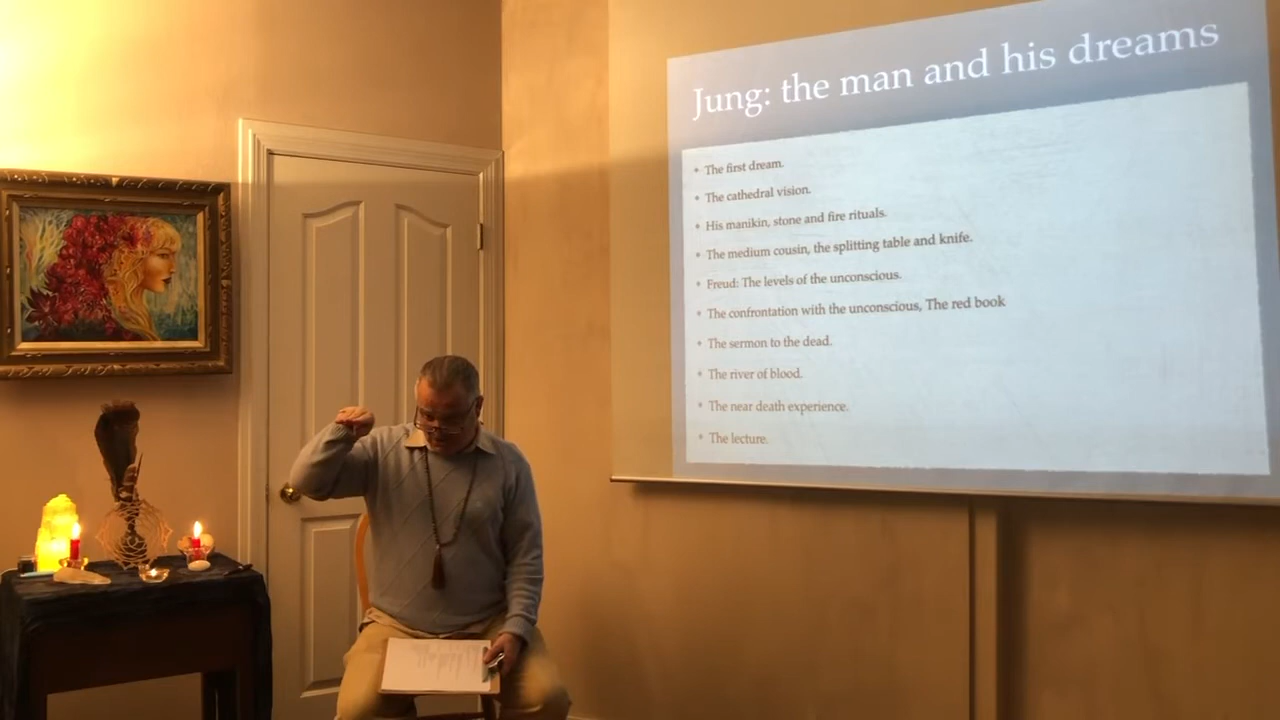 Jung: the man and his dreams
• The first dream.
• The cathedral vision.
• His manikin, stone and fire rituals.
• The medium cousin, the splitting table and knife.
• Freud: The levels of the unconscious.
• The confrontation with the unconscious, The red book
• The sermon to the dead.
• The river of blood.
• The near death experience.
• The lecture.